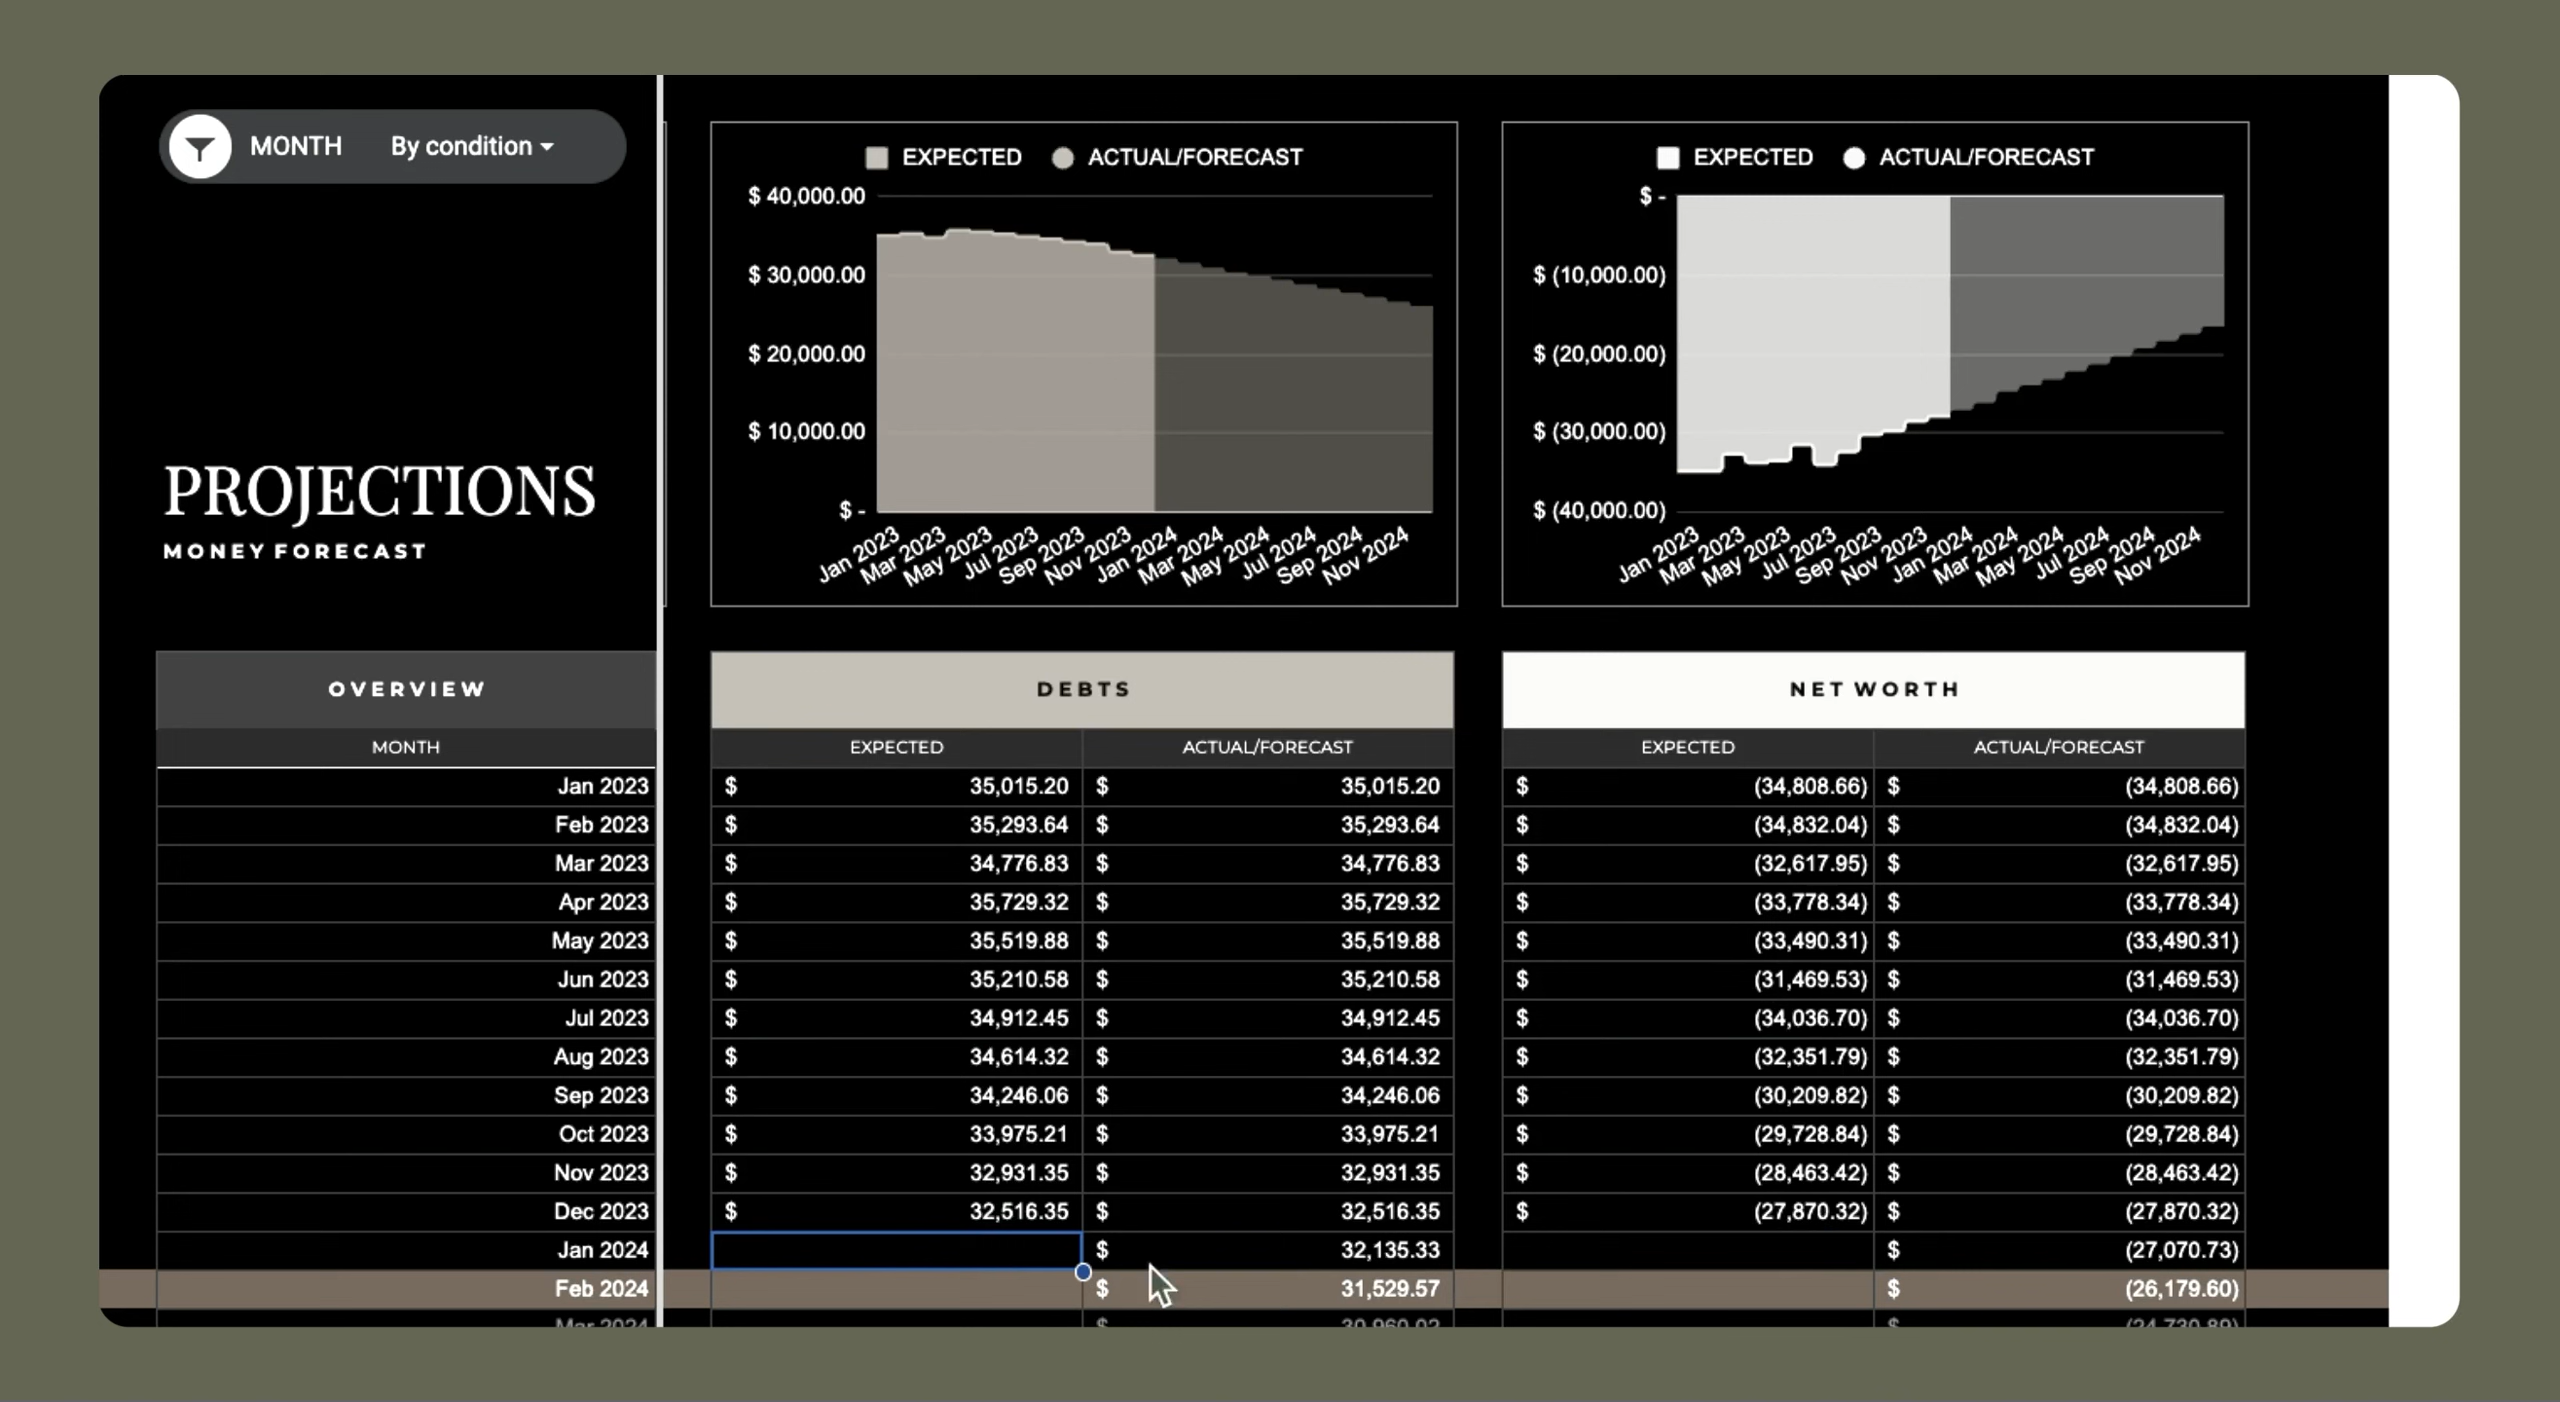 MONTH By condition
PROJECTIONS
MONEY FORECAST
EXPECTED ACTUAL/FORECAST
$ 40,000.00
$ 30,000.00
$ 20,000.00
$ 10,000.00
$ -
Jan 2023 Mar 2023 May 2023 Jul 2023 Sep 2023 Nov 2023 Jan 2024 Mar 2024 May 2024 Jul 2024 Sep 2024 Nov 2024
EXPECTED ACTUAL/FORECAST
$ -
$ (10,000.00)
$ (20,000.00)
$ (30,000.00)
$ (40,000.00)
Jan 2023 Mar 2023 May 2023 Jul 2023 Sep 2023 Nov 2023 Jan 2024 Mar 2024 May 2024 Jul 2024 Sep 2024 Nov 2024
OVERVIEW DEBTS NET WORTH
MONTH EXPECTED ACTUAL/FORECAST EXPECTED ACTUAL/FORECAST
Jan 2023 $ 35,015.20 $ 35,015.20 $ (34,808.66) $ (34,808.66)
Feb 2023 $ 35,293.64 $ 35,293.64 $ (34,832.04) $ (34,832.04)
Mar 2023 $ 34,776.83 $ 34,776.83 $ (32,617.95) $ (32,617.95)
Apr 2023 $ 35,729.32 $ 35,729.32 $ (33,778.34) $ (33,778.34)
May 2023 $ 35,519.88 $ 35,519.88 $ (33,490.31) $ (33,490.31)
Jun 2023 $ 35,210.58 $ 35,210.58 $ (31,469.53) $ (31,469.53)
Jul 2023 $ 34,912.45 $ 34,912.45 $ (34,036.70) $ (34,036.70)
Aug 2023 $ 34,614.32 $ 34,614.32 $ (32,351.79) $ (32,351.79)
Sep 2023 $ 34,246.06 $ 34,246.06 $ (30,209.82) $ (30,209.82)
Oct 2023 $ 33,975.21 $ 33,975.21 $ (29,728.84) $ (29,728.84)
Nov 2023 $ 32,931.35 $ 32,931.35 $ (28,463.42) $ (28,463.42)
Dec 2023 $ 32,516.35 $ 32,516.35 $ (27,870.32) $ (27,870.32)
Jan 2024 $ 32,135.33 $ (27,070.73)
Feb 2024 $ 31,529.57 $ (26,179.60)
Mar 2024 $ $